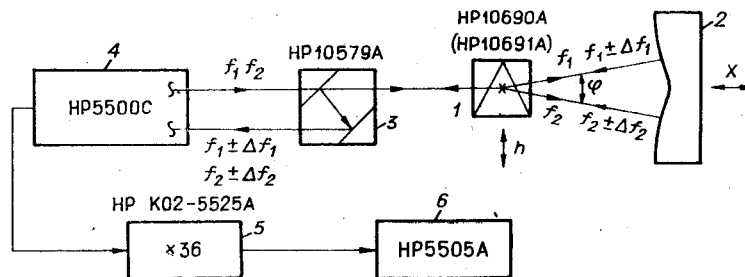 4
HP5500C
f₁ f₂
HP10579A
3
f₁ ± Δf₁
f₂ ± Δf₂
HP10690A
(HP10691A)
1
f₁
f₁ ± Δf₁
φ
f₂
f₂ ± Δf₂
2
X
h
HP K02-5525A
×36
5
6
HP5505A